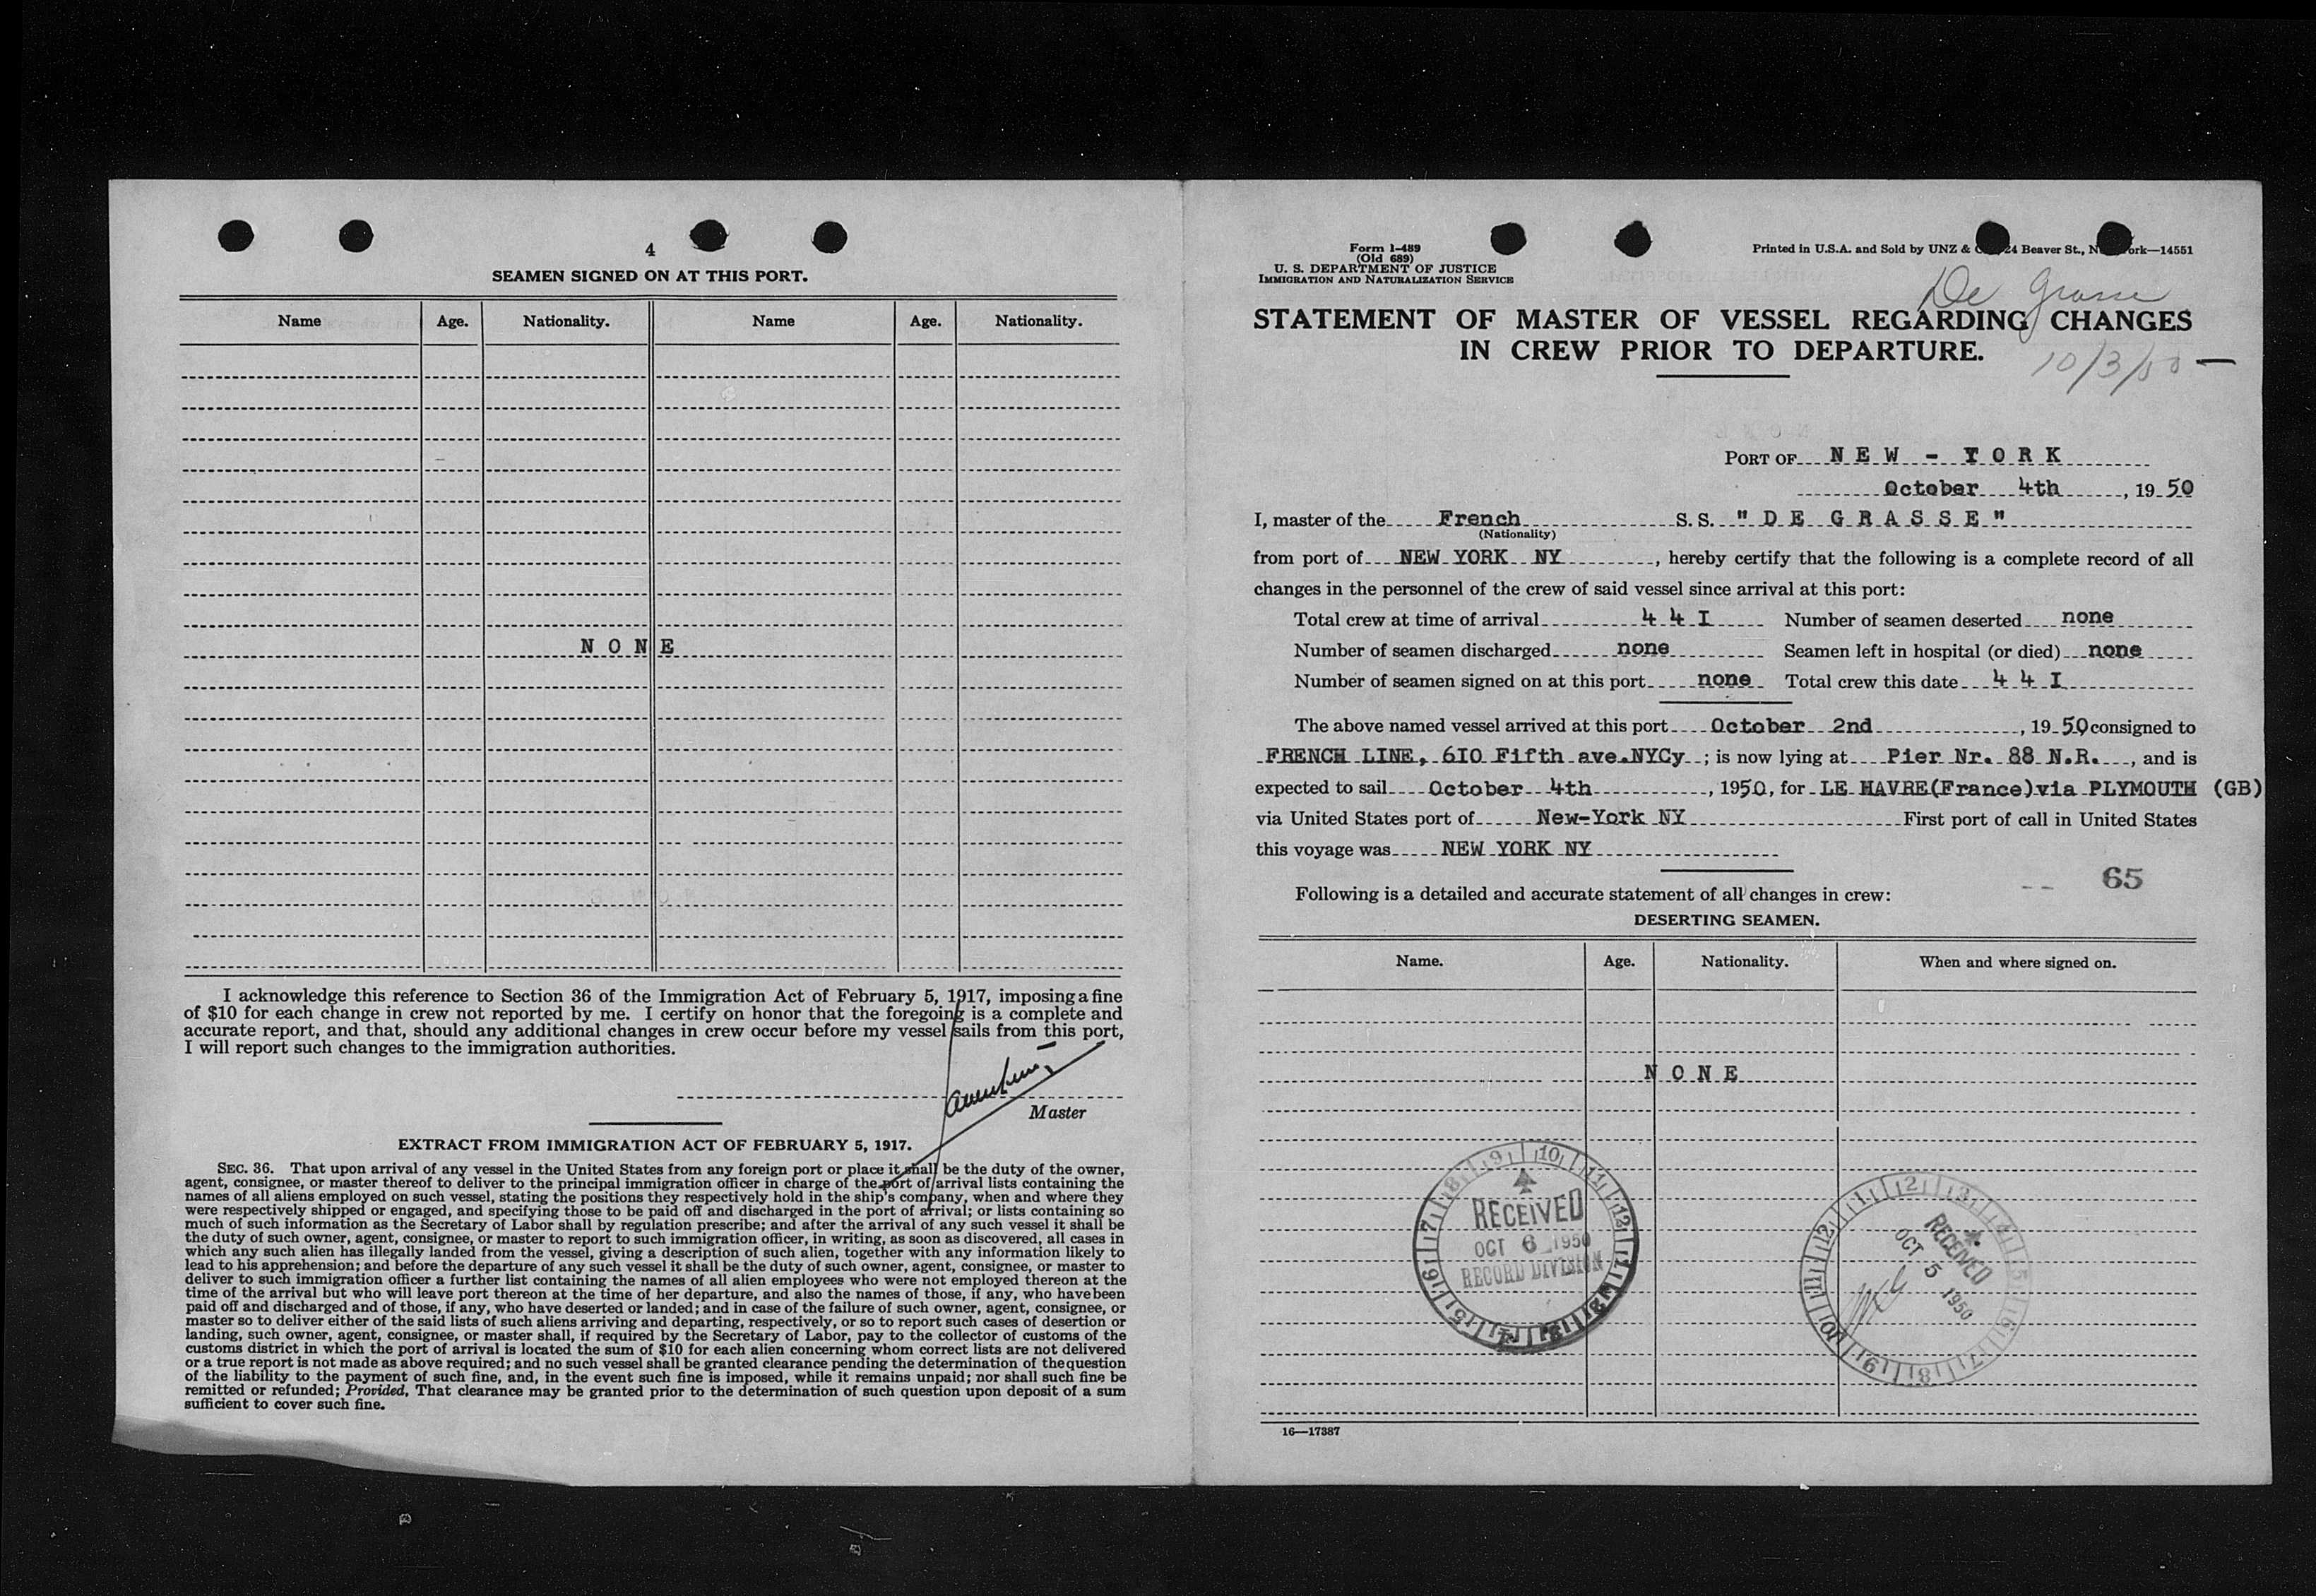 4
SEAMEN SIGNED ON AT THIS PORT.
Name Age. Nationality. Name Age. Nationality.
N O N E
I acknowledge this reference to Section 36 of the Immigration Act of February 5, 1917, imposing a fine
of $10 for each change in crew not reported by me. I certify on honor that the foregoing is a complete and
accurate report, and that, should any additional changes in crew occur before my vessel sails from this port,
I will report such changes to the immigration authorities.
Master
EXTRACT FROM IMMIGRATION ACT OF FEBRUARY 5, 1917.
SEC. 36. That upon arrival of any vessel in the United States from any foreign port or place it shall be the duty of the owner,
agent, consignee, or master thereof to deliver to the principal immigration officer in charge of the port of arrival lists containing the
names of all aliens employed on such vessel, stating the positions they respectively hold in the ship's company, when and where they
were respectively shipped or engaged, and specifying those to be paid off and discharged in the port of arrival; or lists containing so
much of such information as the Secretary of Labor shall by regulation prescribe; and after the arrival of any such vessel it shall be
the duty of such owner, agent, consignee, or master to report to such immigration officer, in writing, as soon as discovered, all cases in
which any such alien has illegally landed from the vessel, giving a description of such alien, together with any information likely to
lead to his apprehension; and before the departure of any such vessel it shall be the duty of such owner, agent, consignee, or master to
deliver to such immigration officer a further list containing the names of all alien employees who were not employed thereon at the
time of the arrival but who will leave port thereon at the time of her departure, and also the names of those, if any, who have been
paid off and discharged and of those, if any, who have deserted or landed; and in case of the failure of such owner, agent, consignee, or
master so to deliver either of the said lists of such aliens arriving and departing, respectively, or so to report such cases of desertion or
landing, such owner, agent, consignee, or master shall, if required by the Secretary of Labor, pay to the collector of customs of the
customs district in which the port of arrival is located the sum of $10 for each alien concerning whom correct lists are not delivered
or a true report is not made as above required; and no such vessel shall be granted clearance pending the determination of the question
of the liability to the payment of such fine, and, in the event such fine is imposed, while it remains unpaid; nor shall such fine be
remitted or refunded; Provided, That clearance may be granted prior to the determination of such question upon deposit of a sum
sufficient to cover such fine.
Form I-489
(Old 689)
U. S. DEPARTMENT OF JUSTICE
IMMIGRATION AND NATURALIZATION SERVICE
Printed in U.S.A. and Sold by UNZ & 24 Beaver St., N ork—14551
De Grasse
STATEMENT OF MASTER OF VESSEL REGARDING CHANGES
IN CREW PRIOR TO DEPARTURE.
10/3/50 —
PORT OF N E W - Y O R K
October 4th, 1950
I, master of the French S. S. " D E G R A S S E "
(Nationality)
from port of NEW YORK NY, hereby certify that the following is a complete record of all
changes in the personnel of the crew of said vessel since arrival at this port:
Total crew at time of arrival 4 4 I Number of seamen deserted none
Number of seamen discharged none Seamen left in hospital (or died) none
Number of seamen signed on at this port none Total crew this date 4 4 I
The above named vessel arrived at this port October 2nd, 1950 consigned to
FRENCH LINE, 6I0 Fifth ave.NYCy; is now lying at Pier Nr. 88 N.R., and is
expected to sail October 4th, 1950, for LE HAVRE(France)via PLYMOUTH (GB)
via United States port of New-York NY First port of call in United States
this voyage was NEW YORK NY
65
Following is a detailed and accurate statement of all changes in crew:
DESERTING SEAMEN.
Name. Age. Nationality. When and where signed on.
N O N E
RECEIVED
OCT 6 1950
RECORD DIVISION
RECEIVED
OCT 5 1950
16—17387